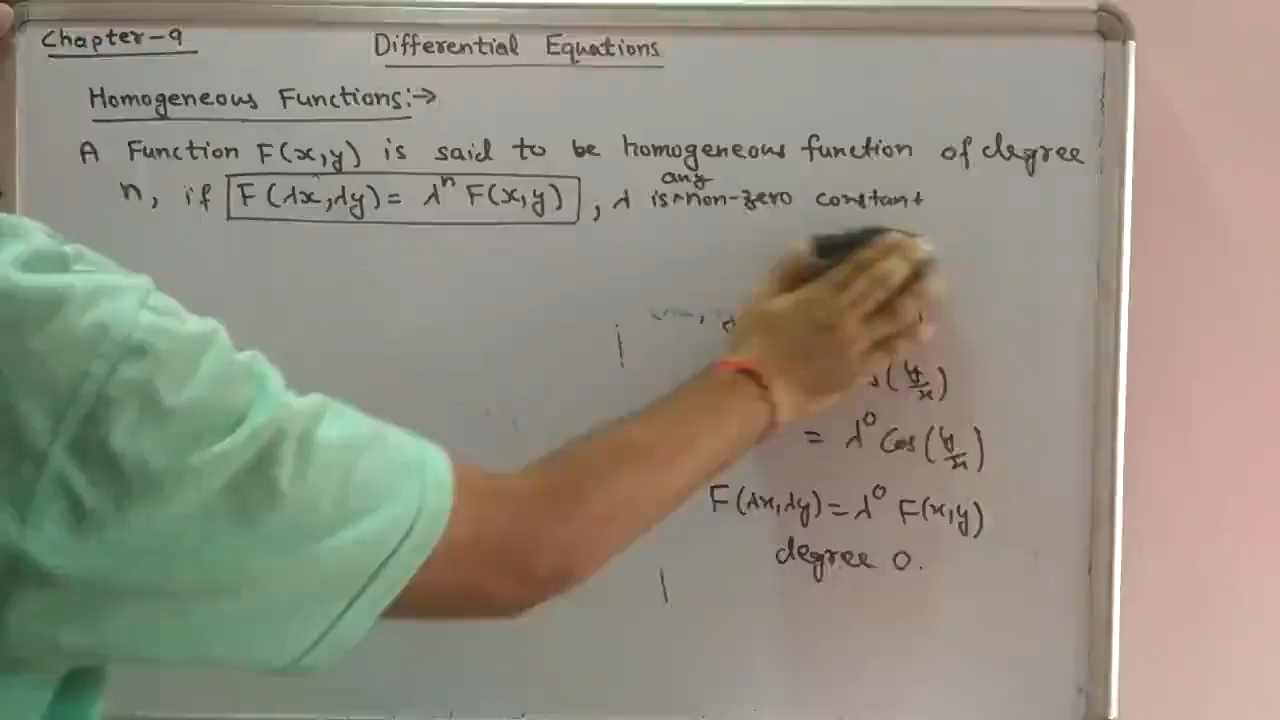 Chapter-9
Differential Equations
Homogeneous Functions:→
A Function F(x,y) is said to be homogeneous function of degree
n, if F(λx,λy)= λⁿ F(x,y), λ is any non-zero constant
(y/x)
= λ⁰ Cos(y/x)
F(λx,λy)=λ⁰ F(x,y)
degree 0.